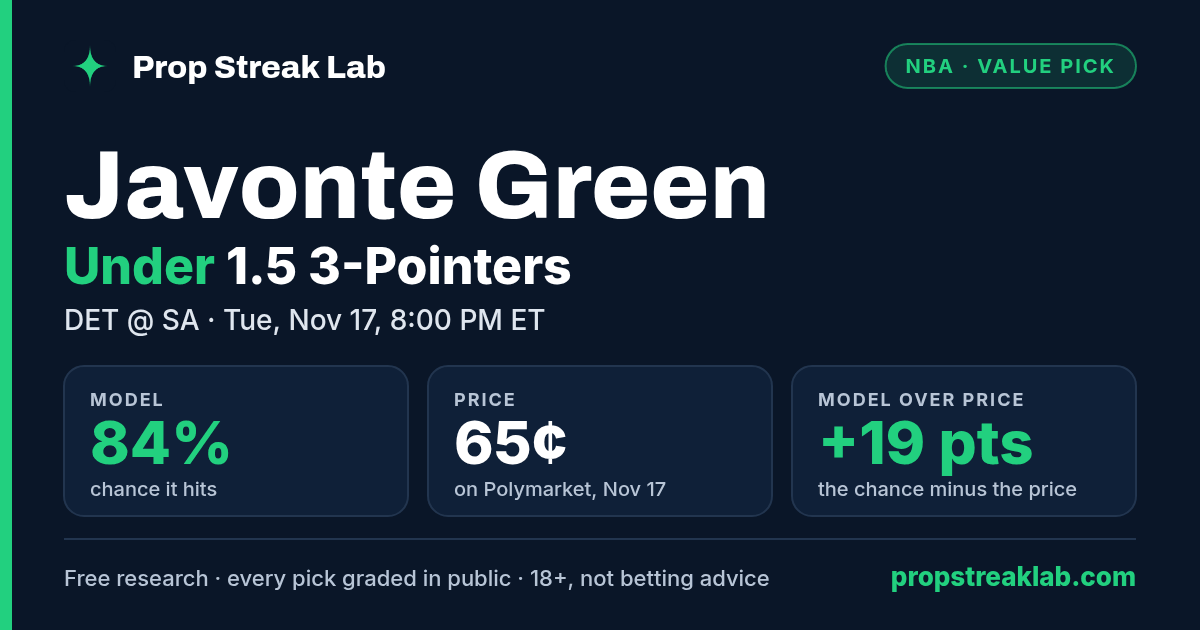 Prop Streak Lab
NBA · VALUE PICK
Javonte Green
Under 1.5 3-Pointers
DET @ SA · Tue, Nov 17, 8:00 PM ET
MODEL
84%
chance it hits
PRICE
65¢
on Polymarket, Nov 17
MODEL OVER PRICE
+19 pts
the chance minus the price
Free research · every pick graded in public · 18+, not betting advice
propstreaklab.com